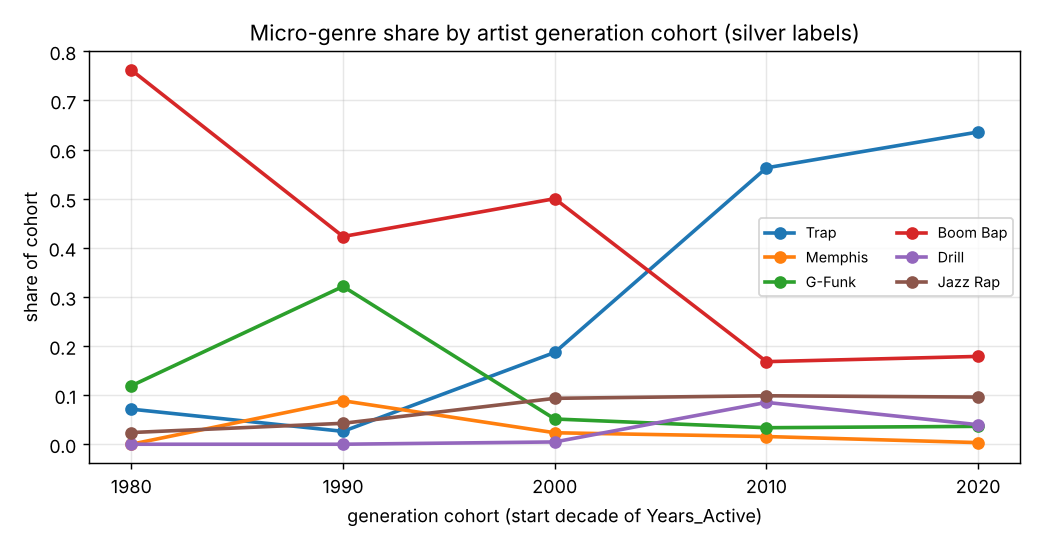 Micro-genre share by artist generation cohort (silver labels)
0.8
0.7
0.6
0.5
0.4
0.3
0.2
0.1
0.0
share of cohort
Trap
Memphis
G-Funk
Boom Bap
Drill
Jazz Rap
1980
1990
2000
2010
2020
generation cohort (start decade of Years_Active)